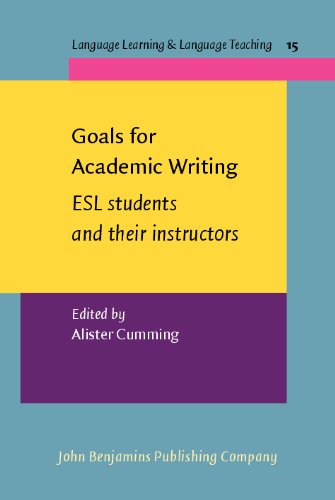 Language Learning & Language Teaching 15
Goals for
Academic Writing
ESL students
and their instructors
Edited by
Alister Cumming
John Benjamins Publishing Company